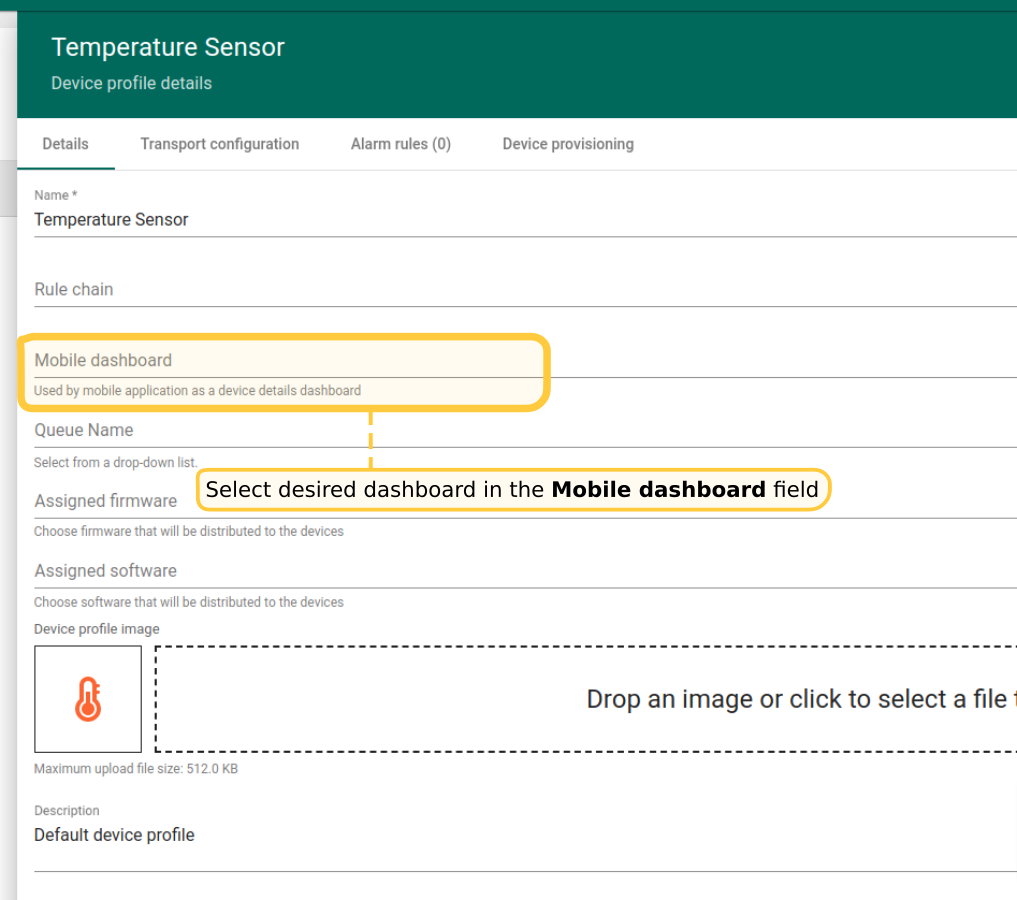 Temperature Sensor
Device profile details
Details Transport configuration Alarm rules (0) Device provisioning
Name *
Temperature Sensor
Rule chain
Mobile dashboard
Used by mobile application as a device details dashboard
Queue Name
Select from a drop-down list.
Select desired dashboard in the Mobile dashboard field
Assigned firmware
Choose firmware that will be distributed to the devices
Assigned software
Choose software that will be distributed to the devices
Device profile image
Drop an image or click to select a file
Maximum upload file size: 512.0 KB
Description
Default device profile